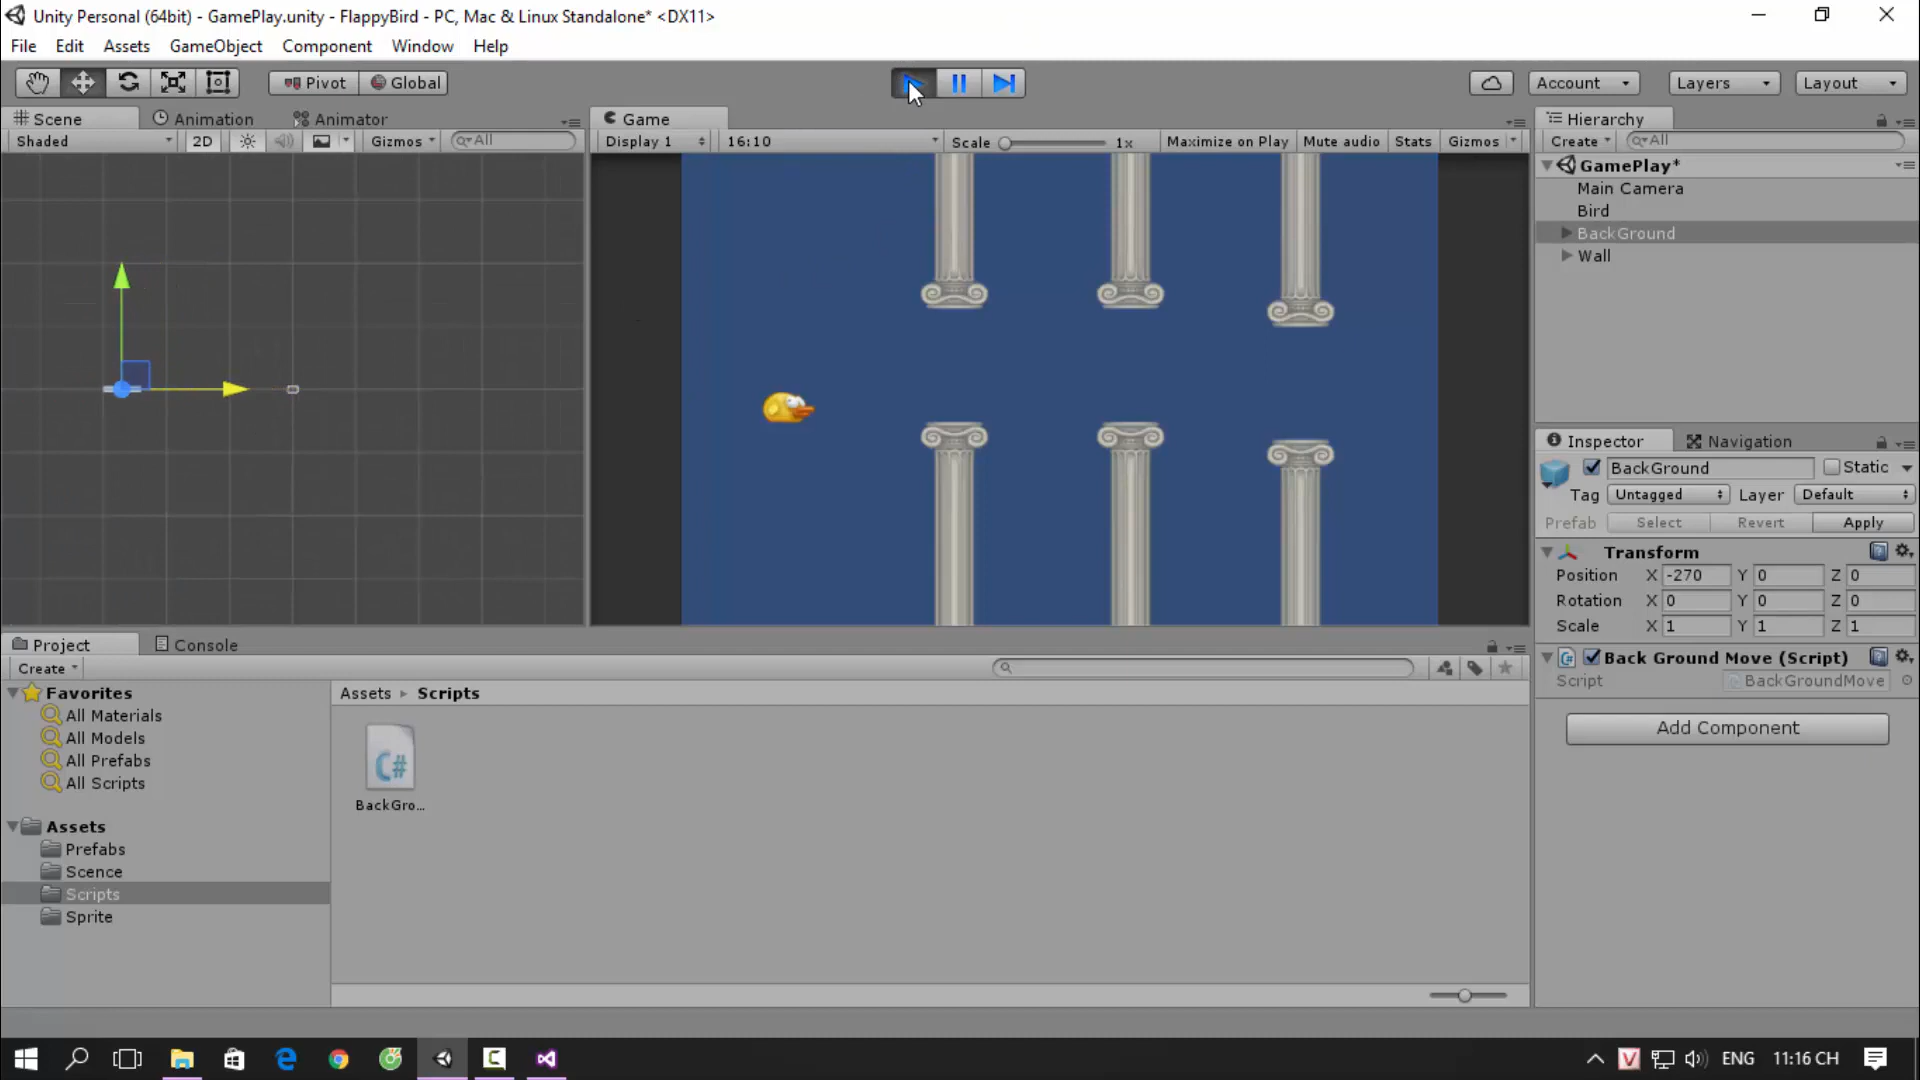 Unity Personal (64bit) - GamePlay.unity - FlappyBird - PC, Mac & Linux Standalone* <DX11>
File Edit Assets GameObject Component Window Help
Pivot Global Account Layers Layout
Scene Animation Animator Game Hierarchy
Shaded 2D Gizmos All Display 1 16:10 Scale 1x Maximize on Play Mute audio Stats Gizmos Create All
GamePlay*
Main Camera
Bird
BackGround
Wall
Inspector Navigation
BackGround Static
Tag Untagged Layer Default
Prefab Select Revert Apply
Transform
Position X -270 Y 0 Z 0
Rotation X 0 Y 0 Z 0
Scale X 1 Y 1 Z 1
Back Ground Move (Script)
Script BackGroundMove
Add Component
Project Console
Create
Favorites
All Materials
All Models
All Prefabs
All Scripts
Assets
Prefabs
Scence
Scripts
Sprite
Assets Scripts
C#
BackGro...
ENG 11:16 CH